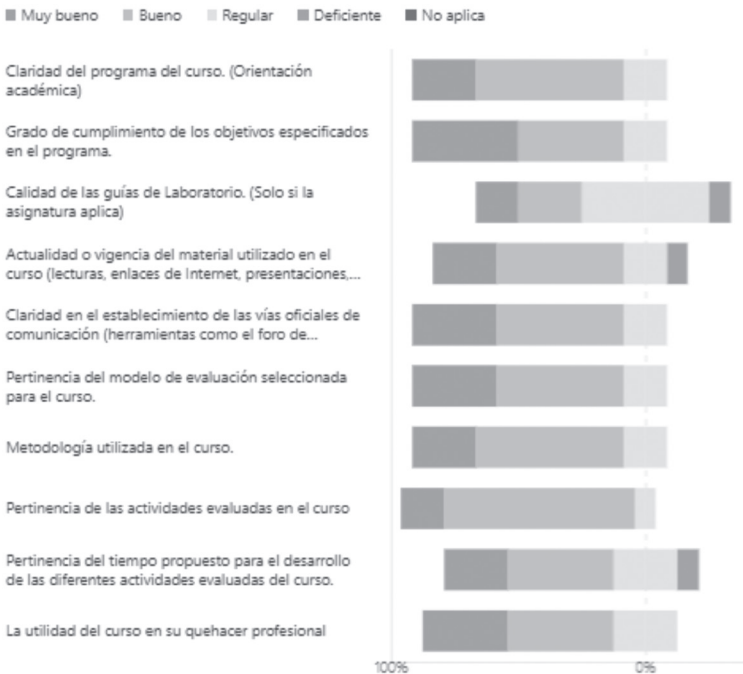 Muy bueno Bueno Regular Deficiente No aplica
Claridad del programa del curso. (Orientación
académica)
Grado de cumplimiento de los objetivos especificados
en el programa.
Calidad de las guías de Laboratorio. (Solo si la
asignatura aplica)
Actualidad o vigencia del material utilizado en el
curso (lecturas, enlaces de Internet, presentaciones,...
Claridad en el establecimiento de las vías oficiales de
comunicación (herramientas como el foro de...
Pertinencia del modelo de evaluación seleccionada
para el curso.
Metodología utilizada en el curso.
Pertinencia de las actividades evaluadas en el curso
Pertinencia del tiempo propuesto para el desarrollo
de las diferentes actividades evaluadas del curso.
La utilidad del curso en su quehacer profesional
100% 0%